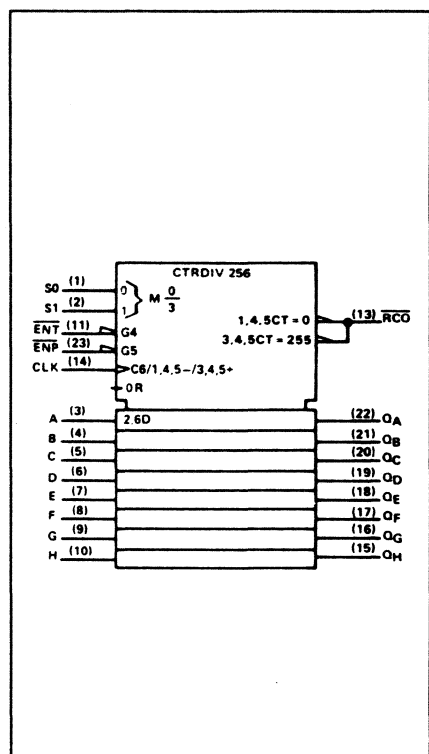 CTRDIV 256
S0 (1) 0 M 0/3
S1 (2) 1
ENT (11) G4
ENP (23) G5
CLK (14) C6/1,4,5−/3,4,5+
0R
1,4,5CT = 0 (13) RCO
3,4,5CT = 255
A (3) 2,6D (22) QA
B (4) (21) QB
C (5) (20) QC
D (6) (19) QD
E (7) (18) QE
F (8) (17) QF
G (9) (16) QG
H (10) (15) QH